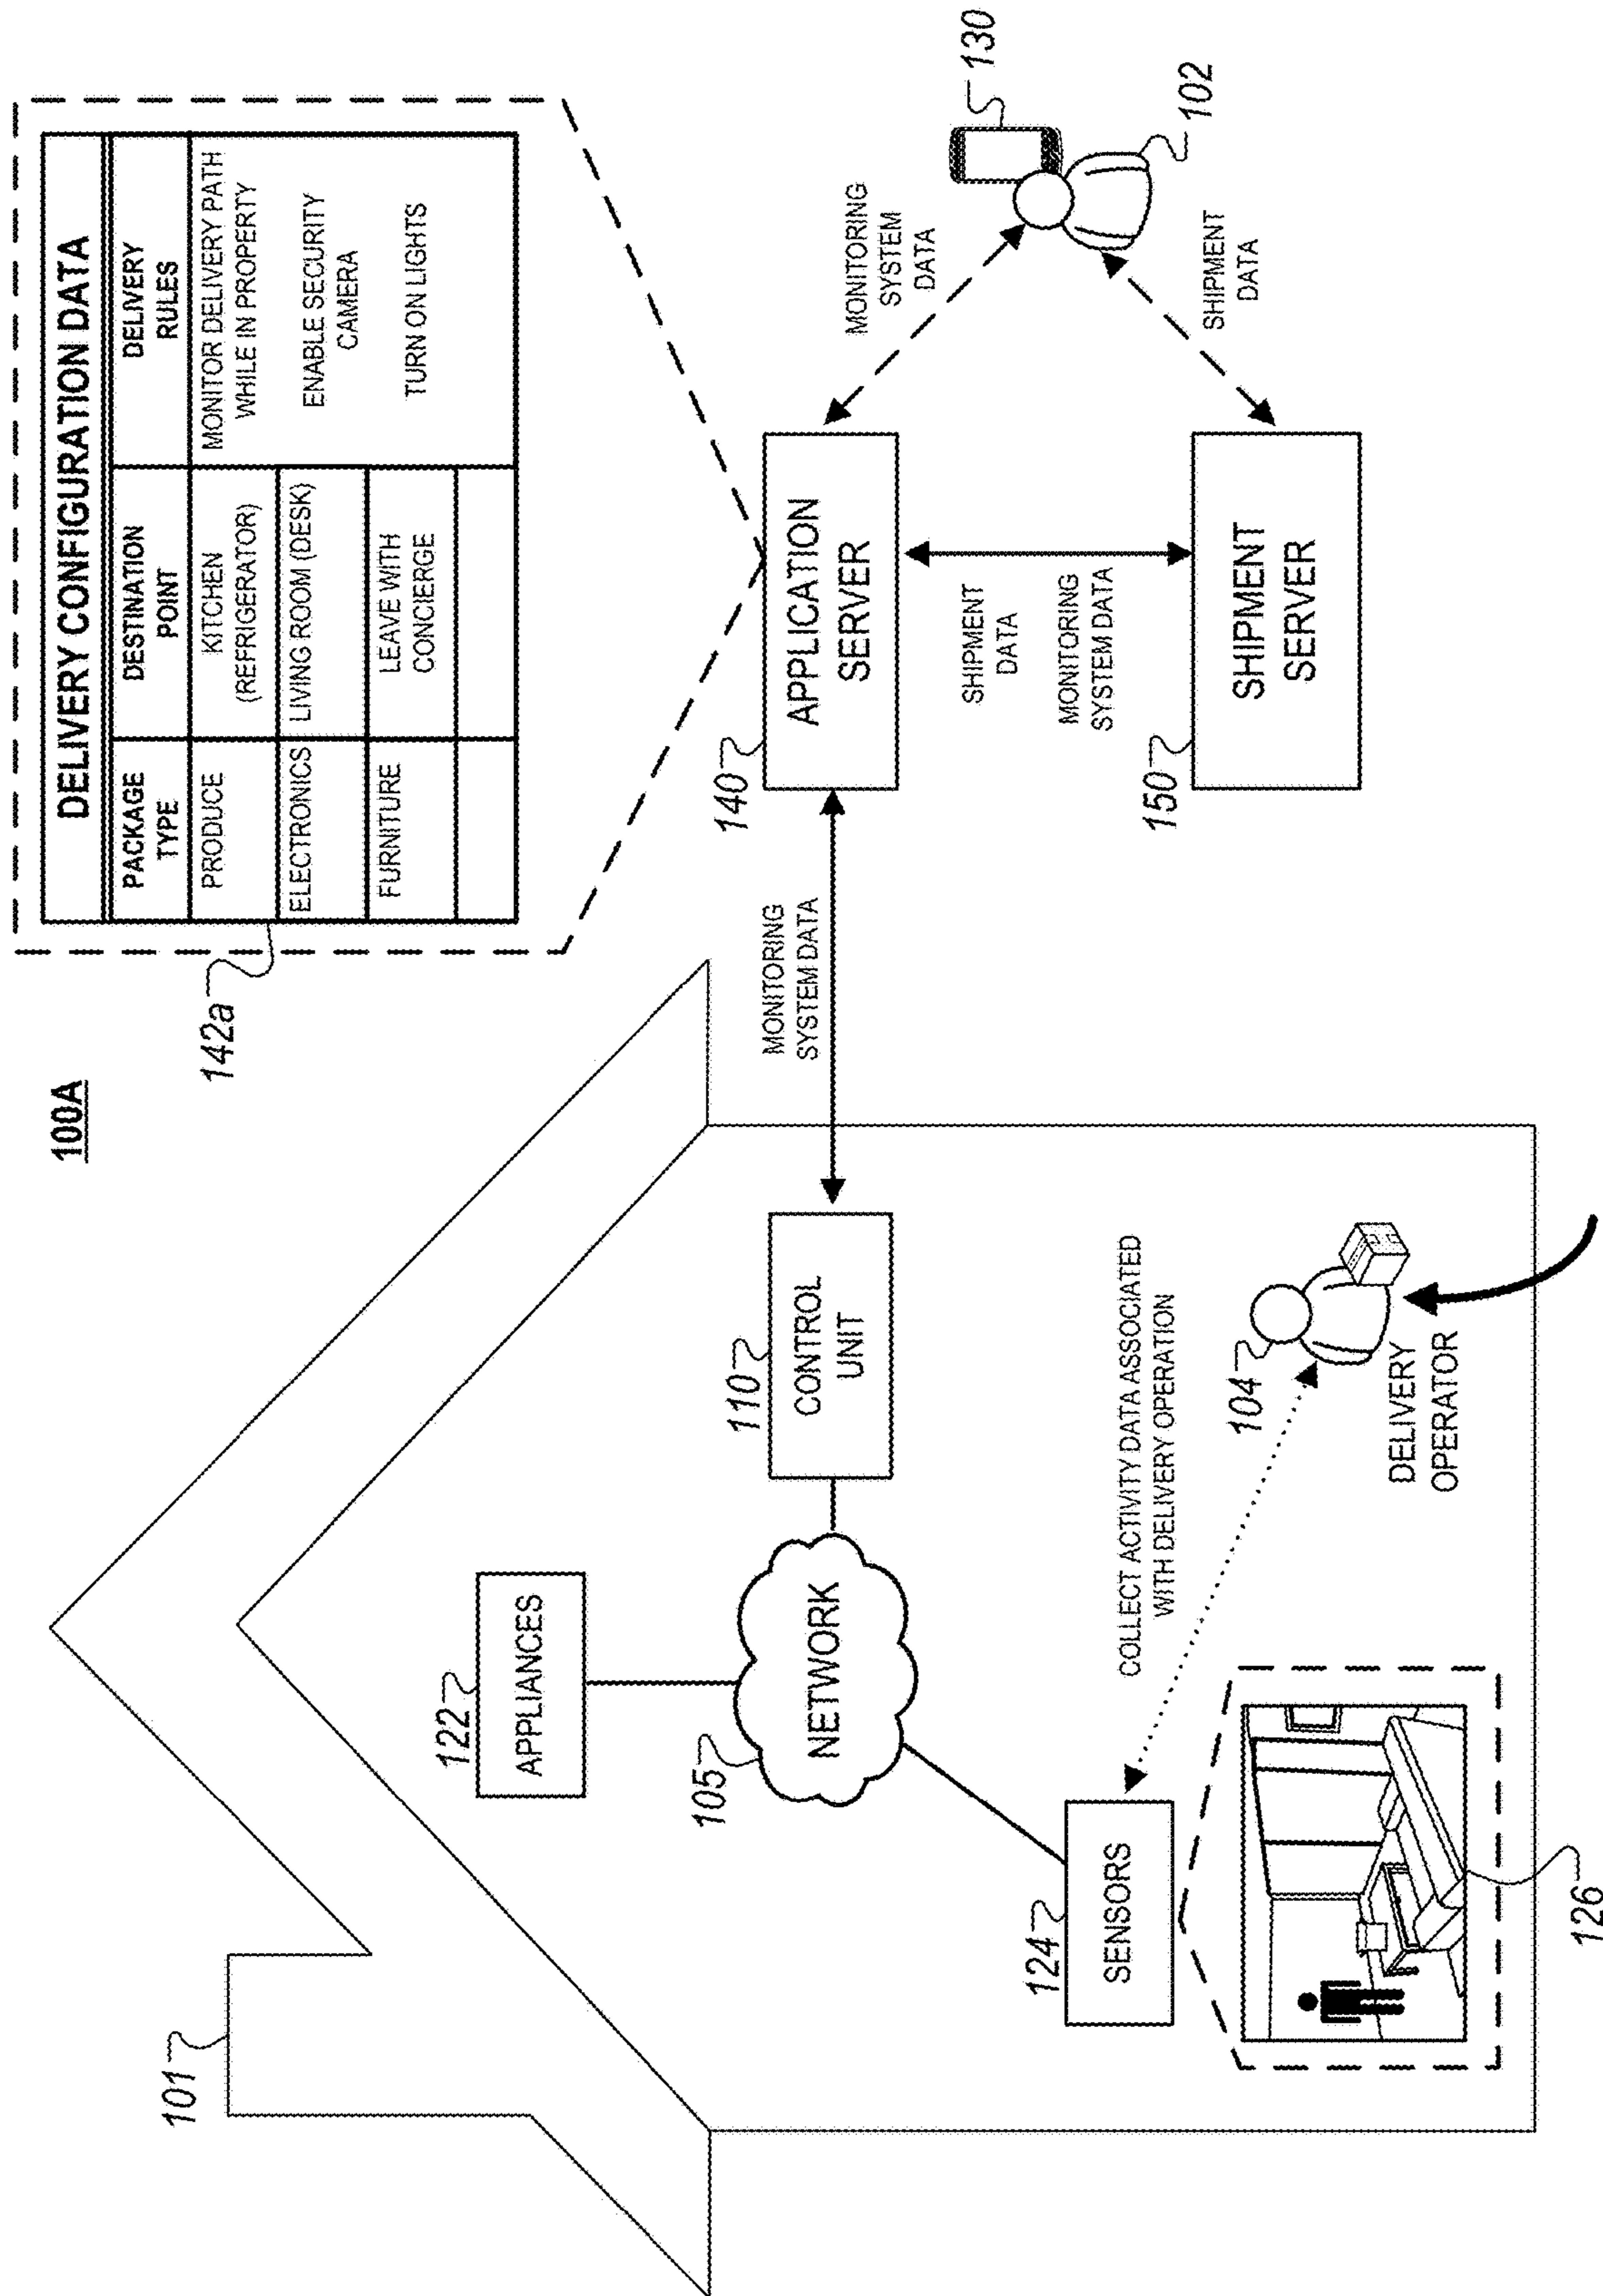 100A
101
142a
DELIVERY CONFIGURATION DATA
PACKAGE
TYPE
DESTINATION
POINT
DELIVERY
RULES
PRODUCE
KITCHEN
(REFRIGERATOR)
MONITOR DELIVERY PATH
WHILE IN PROPERTY
ELECTRONICS
LIVING ROOM (DESK)
ENABLE SECURITY
CAMERA
FURNITURE
LEAVE WITH
CONCIERGE
TURN ON LIGHTS
122
APPLIANCES
105
NETWORK
110
CONTROL
UNIT
MONITORING
SYSTEM DATA
140
APPLICATION
SERVER
MONITORING
SYSTEM
DATA
130
102
SHIPMENT
DATA
SHIPMENT
DATA
MONITORING
SYSTEM DATA
150
SHIPMENT
SERVER
124
SENSORS
COLLECT ACTIVITY DATA ASSOCIATED
WITH DELIVERY OPERATION
104
DELIVERY
OPERATOR
126